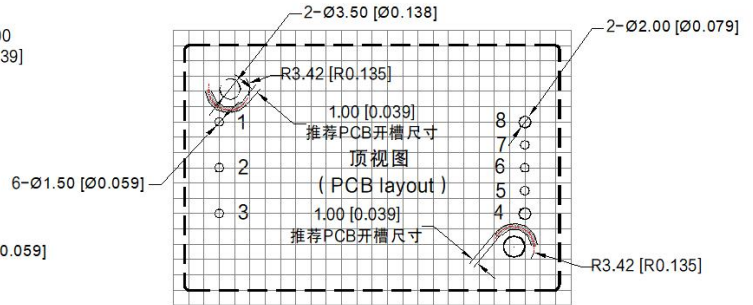 2-Ø3.50 [Ø0.138]
2-Ø2.00 [Ø0.079]
39]
R3.42 [R0.135]
1.00 [0.039]
推荐PCB开槽尺寸
1
8
7
顶视图
2
6
6-Ø1.50 [Ø0.059]
(PCB layout)
5
3
1.00 [0.039]
4
推荐PCB开槽尺寸
0.059]
R3.42 [R0.135]